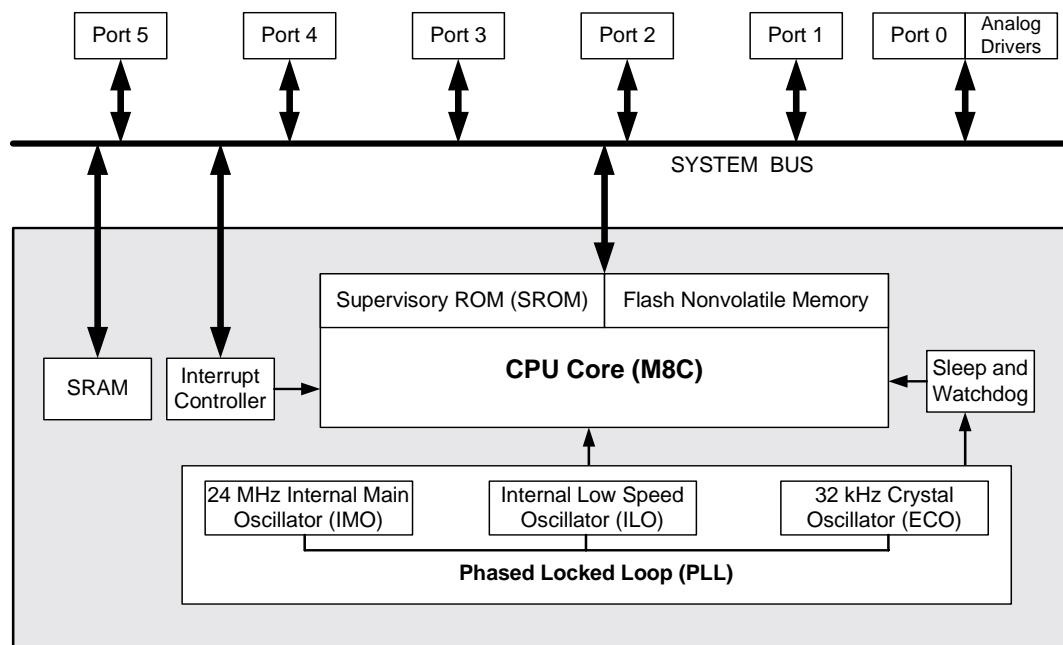 Port 5
Port 4
Port 3
Port 2
Port 1
Port 0
Analog
Drivers
SYSTEM BUS
Supervisory ROM (SROM)
Flash Nonvolatile Memory
CPU Core (M8C)
SRAM
Interrupt
Controller
Sleep and
Watchdog
24 MHz Internal Main
Oscillator (IMO)
Internal Low Speed
Oscillator (ILO)
32 kHz Crystal
Oscillator (ECO)
Phased Locked Loop (PLL)